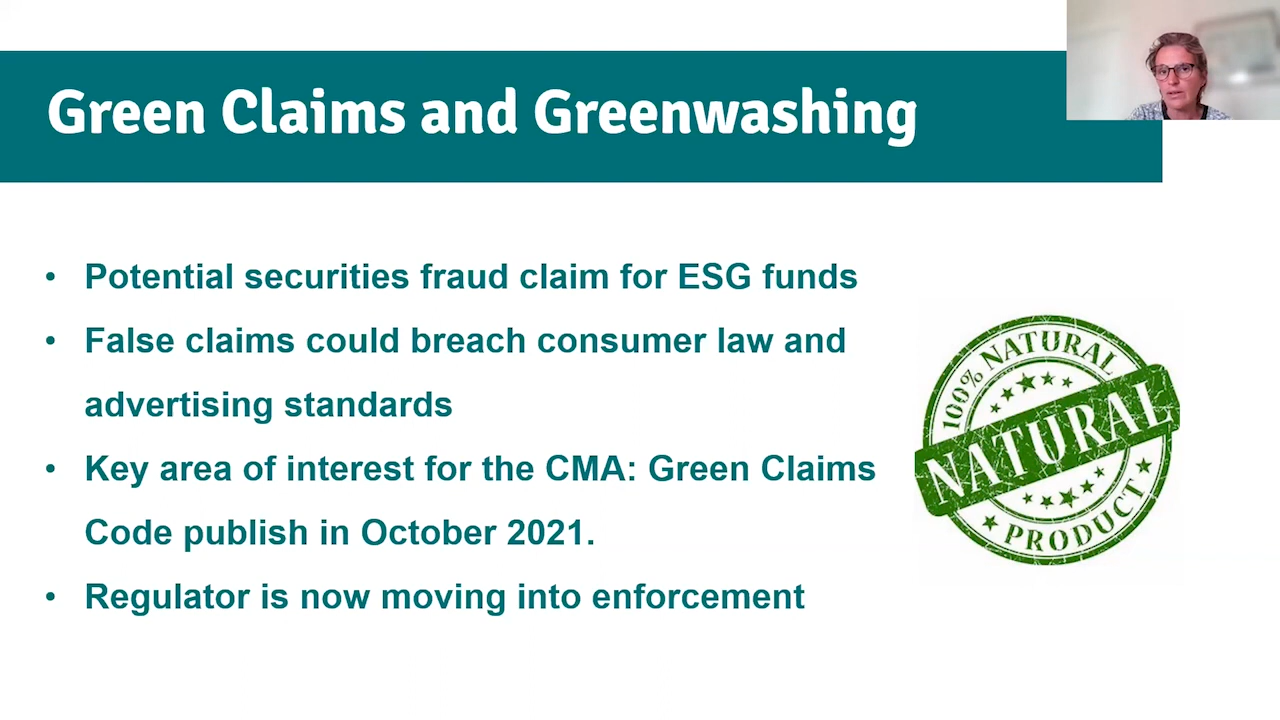 Green Claims and Greenwashing
• Potential securities fraud claim for ESG funds
• False claims could breach consumer law and
advertising standards
• Key area of interest for the CMA: Green Claims
Code publish in October 2021.
• Regulator is now moving into enforcement
100% NATURAL
NATURAL
PRODUCT